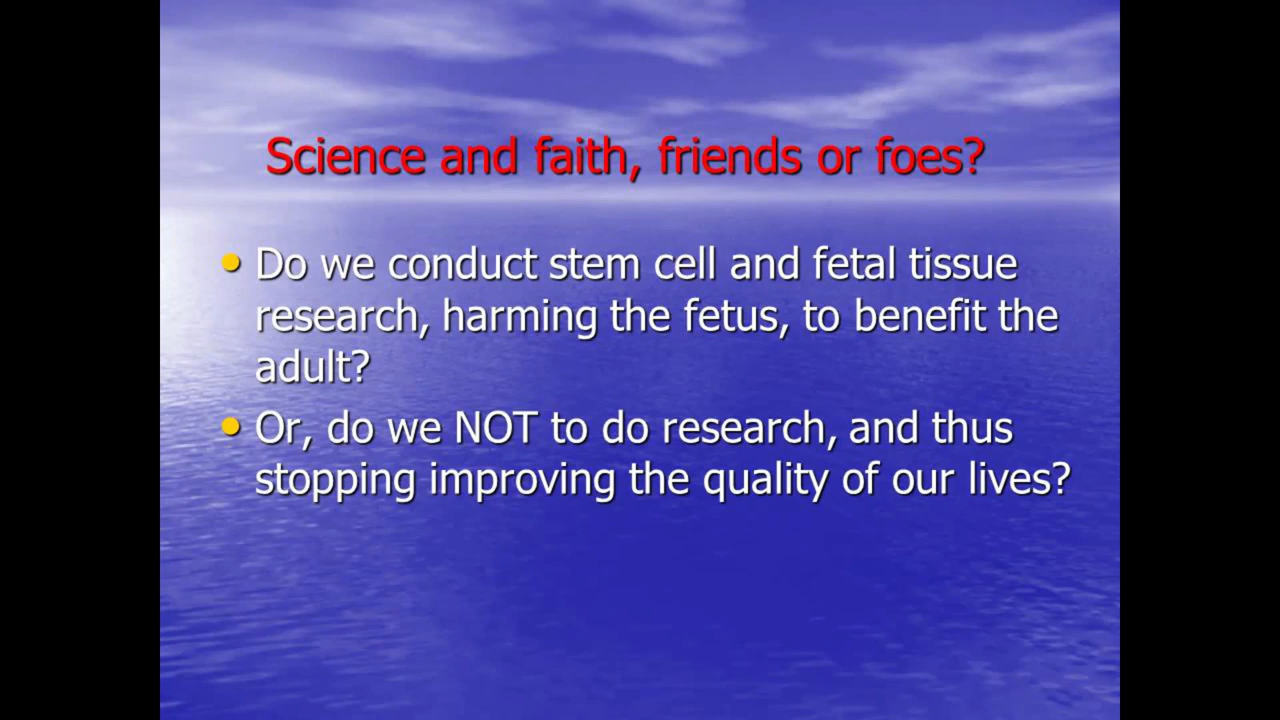 Science and faith, friends or foes?
• Do we conduct stem cell and fetal tissue
research, harming the fetus, to benefit the
adult?
• Or, do we NOT to do research, and thus
stopping improving the quality of our lives?